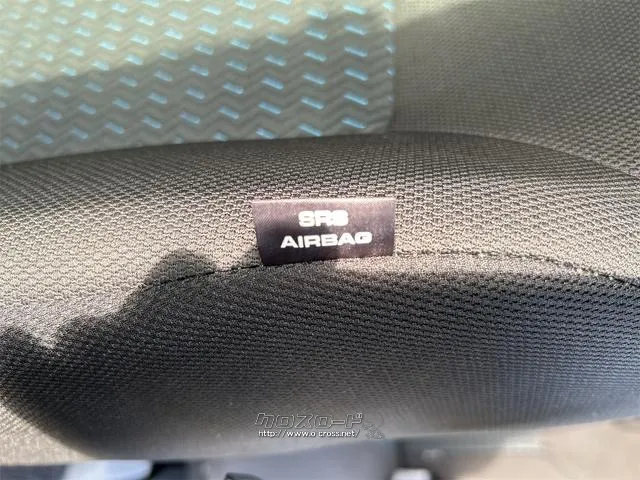 SRS
AIRBAG
クロスロード
http://www.o-cross.net/